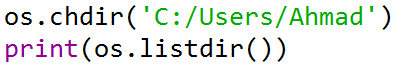 os.chdir('C:/Users/Ahmad')
print(os.listdir())